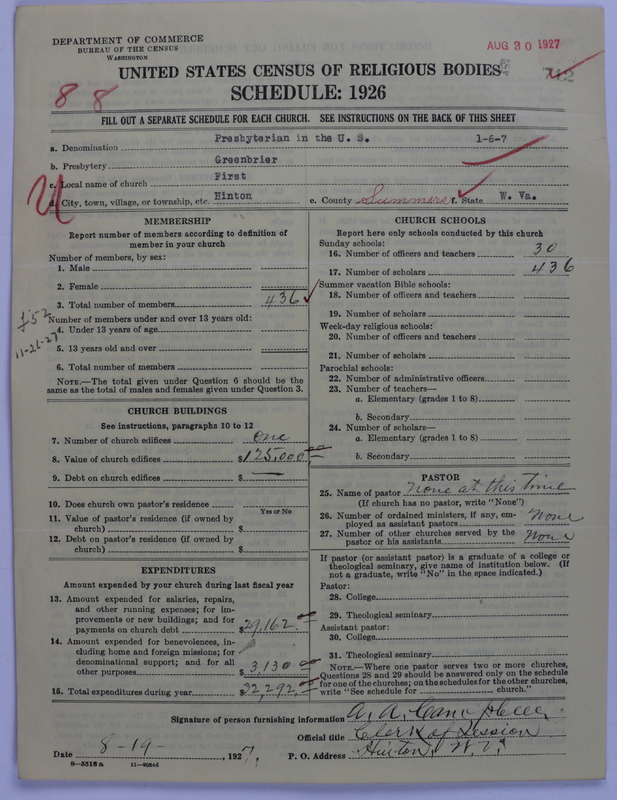 DEPARTMENT OF COMMERCE
BUREAU OF THE CENSUS
WASHINGTON
AUG 30 1927
UNITED STATES CENSUS OF RELIGIOUS BODIES
742
88
SCHEDULE: 1926
FILL OUT A SEPARATE SCHEDULE FOR EACH CHURCH. SEE INSTRUCTIONS ON THE BACK OF THIS SHEET
a. Denomination Presbyterian in the U. S. 1-6-7
b. Presbytery Greenbrier
c. Local name of church First
d. City, town, village, or township, etc. Hinton e. County Summers f. State W. Va.
MEMBERSHIP
Report number of members according to definition of
member in your church
Number of members, by sex:
1. Male
2. Female
3. Total number of members 436
Number of members under and over 13 years old:
11-26-27
4. Under 13 years of age
5. 13 years old and over
6. Total number of members
NOTE.—The total given under Question 6 should be the
same as the total of males and females given under Question 3.
CHURCH BUILDINGS
See instructions, paragraphs 10 to 12
7. Number of church edifices one
8. Value of church edifices $125,000 00
9. Debt on church edifices $ —
10. Does church own pastor's residence
Yes or No
11. Value of pastor's residence (if owned by
church) $
12. Debt on pastor's residence (if owned by
church) $
EXPENDITURES
Amount expended by your church during last fiscal year
13. Amount expended for salaries, repairs,
and other running expenses; for im-
provements or new buildings; and for
payments on church debt $29,162.00
14. Amount expended for benevolences, in-
cluding home and foreign missions; for
denominational support; and for all
other purposes $3,130 00
15. Total expenditures during year $32,292.00
CHURCH SCHOOLS
Report here only schools conducted by this church
Sunday schools:
16. Number of officers and teachers 30
17. Number of scholars 436
Summer vacation Bible schools:
18. Number of officers and teachers
19. Number of scholars
Week-day religious schools:
20. Number of officers and teachers
21. Number of scholars
Parochial schools:
22. Number of administrative officers
23. Number of teachers—
a. Elementary (grades 1 to 8)
b. Secondary
24. Number of scholars—
a. Elementary (grades 1 to 8)
b. Secondary
PASTOR
25. Name of pastor None at this time
(If church has no pastor, write "None")
26. Number of ordained ministers, if any, em-
ployed as assistant pastors None
27. Number of other churches served by the
pastor or his assistants None
If pastor (or assistant pastor) is a graduate of a college or
theological seminary, give name of institution below. (If
not a graduate, write "No" in the space indicated.)
Pastor:
28. College
29. Theological seminary
Assistant pastor:
30. College
31. Theological seminary
NOTE.—Where one pastor serves two or more churches,
Questions 28 and 29 should be answered only on the schedule
for one of the churches; on the schedules for the other churches,
write "See schedule for church."
Signature of person furnishing information A. A. Campbell
Official title Clerk of Session
Date 8-19-, 1927. P. O. Address Hinton, W. Va
8—5518a 11—90546